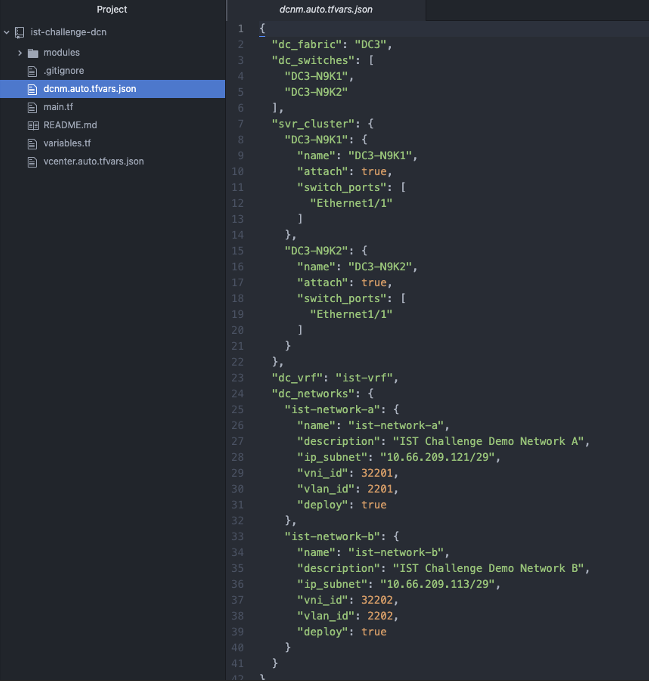 Project
ist-challenge-dcn
modules
.gitignore
dcnm.auto.tfvars.json
main.tf
README.md
variables.tf
vcenter.auto.tfvars.json
dcnm.auto.tfvars.json
1 {
2   "dc_fabric": "DC3",
3   "dc_switches": [
4     "DC3-N9K1",
5     "DC3-N9K2"
6   ],
7   "svr_cluster": {
8     "DC3-N9K1": {
9       "name": "DC3-N9K1",
10       "attach": true,
11       "switch_ports": [
12         "Ethernet1/1"
13       ]
14     },
15     "DC3-N9K2": {
16       "name": "DC3-N9K2",
17       "attach": true,
18       "switch_ports": [
19         "Ethernet1/1"
20       ]
21     }
22   },
23   "dc_vrf": "ist-vrf",
24   "dc_networks": {
25     "ist-network-a": {
26       "name": "ist-network-a",
27       "description": "IST Challenge Demo Network A",
28       "ip_subnet": "10.66.209.121/29",
29       "vni_id": 32201,
30       "vlan_id": 2201,
31       "deploy": true
32     },
33     "ist-network-b": {
34       "name": "ist-network-b",
35       "description": "IST Challenge Demo Network B",
36       "ip_subnet": "10.66.209.113/29",
37       "vni_id": 32202,
38       "vlan_id": 2202,
39       "deploy": true
40     }
41   }
42 }